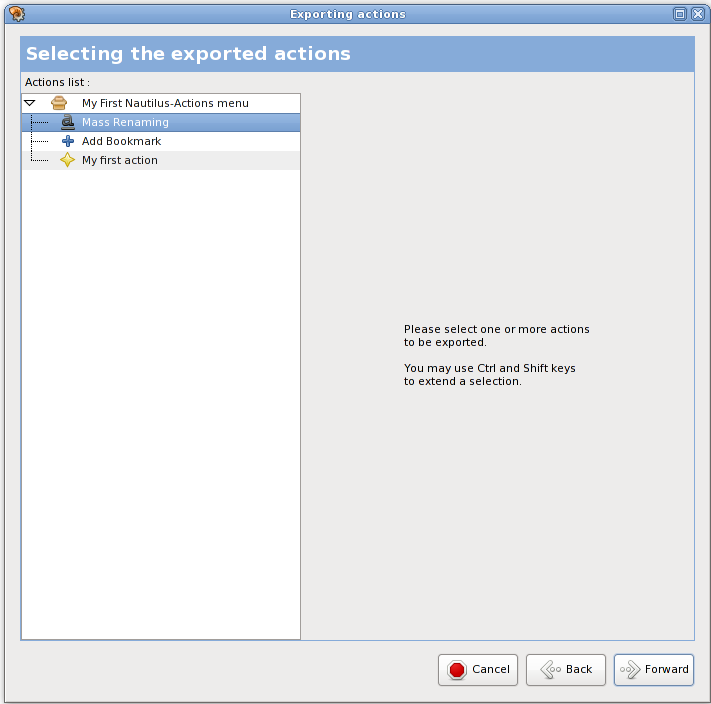 Exporting actions
Selecting the exported actions
Actions list :
My First Nautilus-Actions menu
Mass Renaming
Add Bookmark
My first action
Please select one or more actions
to be exported.
You may use Ctrl and Shift keys
to extend a selection.
Cancel
Back
Forward